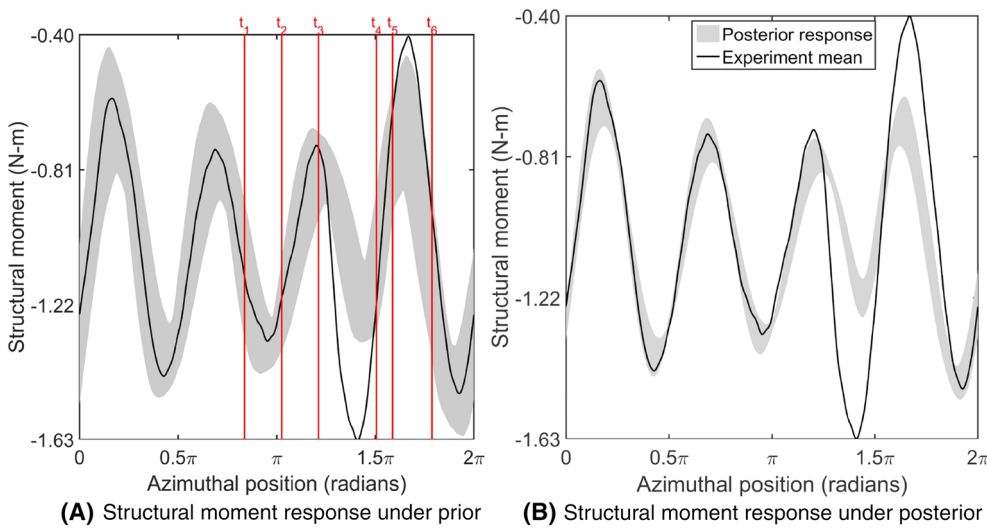 t1 t2 t3 t4 t5 t6
-0.40
-0.81
-1.22
-1.63
Structural moment (N-m)
0 0.5π π 1.5π 2π
Azimuthal position (radians)
(A) Structural moment response under prior
Posterior response
Experiment mean
-0.40
-0.81
-1.22
-1.63
Structural moment (N-m)
0 0.5π π 1.5π 2π
Azimuthal position (radians)
(B) Structural moment response under posterior